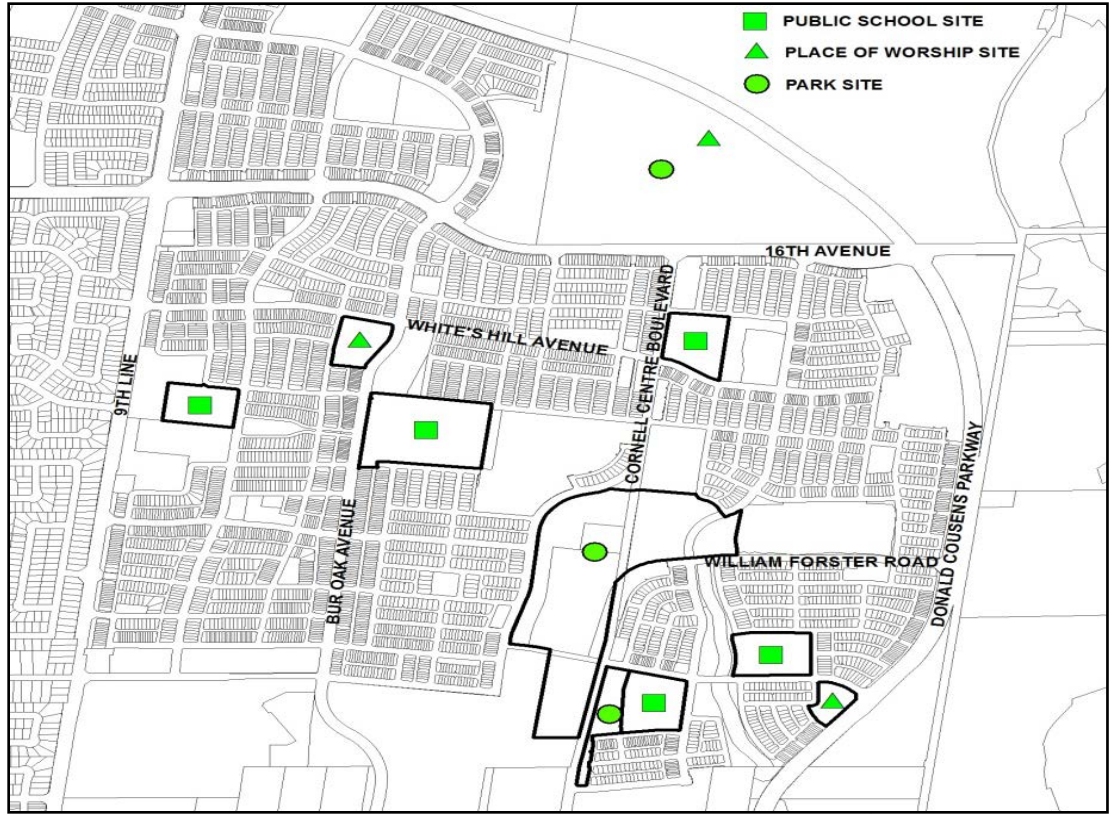 PUBLIC SCHOOL SITE
PLACE OF WORSHIP SITE
PARK SITE
16TH AVENUE
WHITE'S HILL AVENUE
CORNELL CENTRE BOULEVARD
9TH LINE
BUR OAK AVENUE
WILLIAM FORSTER ROAD
DONALD COUSENS PARKWAY